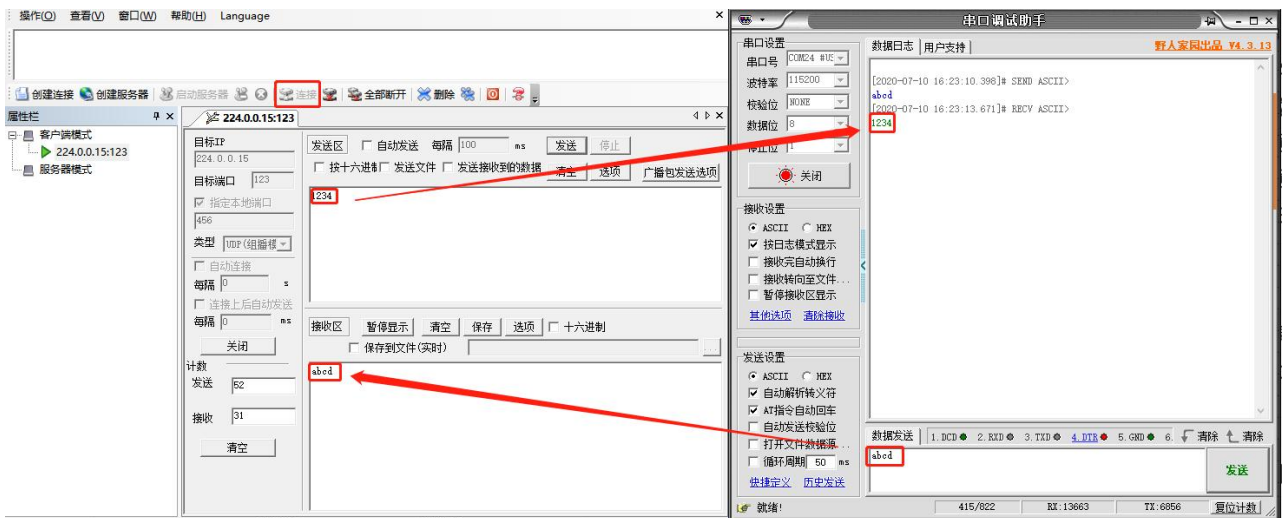 操作(O) 查看(V) 窗口(W) 帮助(H) Language ×
创建连接 创建服务器 启动服务器 连接 全部断开 删除
属性栏
客户端模式
224.0.0.15:123
服务器模式
224.0.0.15:123
目标IP
224.0.0.15
目标端口 123
指定本地端口
456
类型 UDP(组播模
自动连接
每隔 0 s
连接上后自动发送
每隔 0 ms
关闭
计数
发送 52
接收 31
清空
发送区 自动发送 每隔 100 ms 发送 停止
按十六进制 发送文件 发送接收到的数据 清空 选项 广播包发送选项
1234
接收区 暂停显示 清空 保存 选项 十六进制
保存到文件(实时) ...
abcd
串口调试助手
串口设置
串口号 COM24 #US
波特率 115200
校验位 NONE
数据位 8
停止位 1
关闭
接收设置
ASCII HEX
按日志模式显示
接收完自动换行
接收转向至文件...
暂停接收区显示
其他选项 清除接收
发送设置
ASCII HEX
自动解析转义符
AT指令自动回车
自动发送校验位
打开文件数据源...
循环周期 50 ms
快捷定义 历史发送
数据日志 用户支持 野人家园出品 V4.3.13
[2020-07-10 16:23:10.398]# SEND ASCII>
abcd
[2020-07-10 16:23:13.671]# RECV ASCII>
1234
数据发送 1.DCD 2.RXD 3.TXD 4.DTR 5.GND 6. 清除 清除
abcd
发送
就绪! 415/822 RX:13663 TX:6856 复位计数